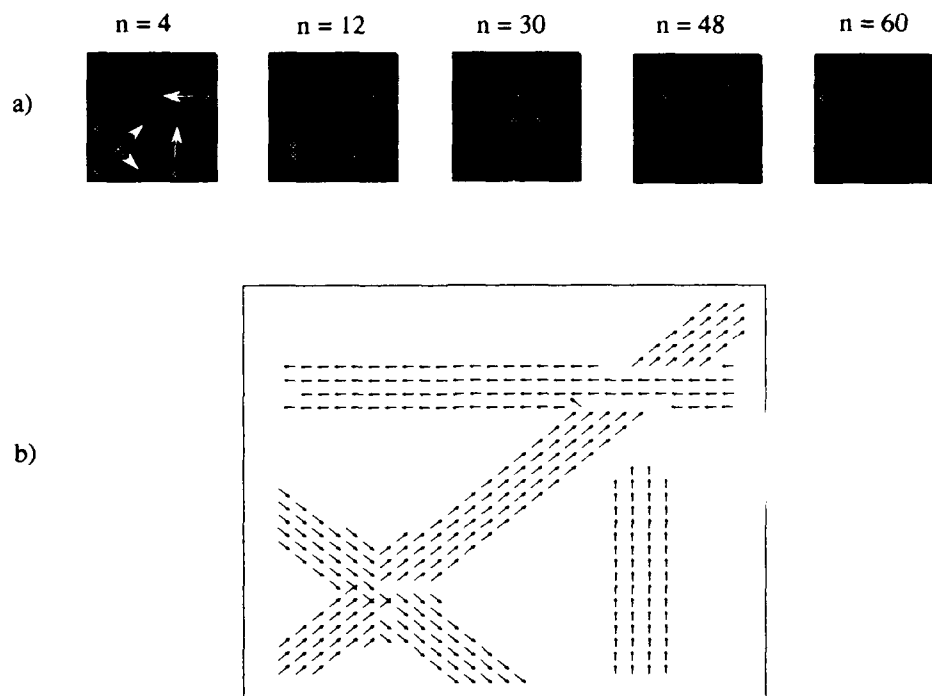 n = 4 n = 12 n = 30 n = 48 n = 60
a)
b)